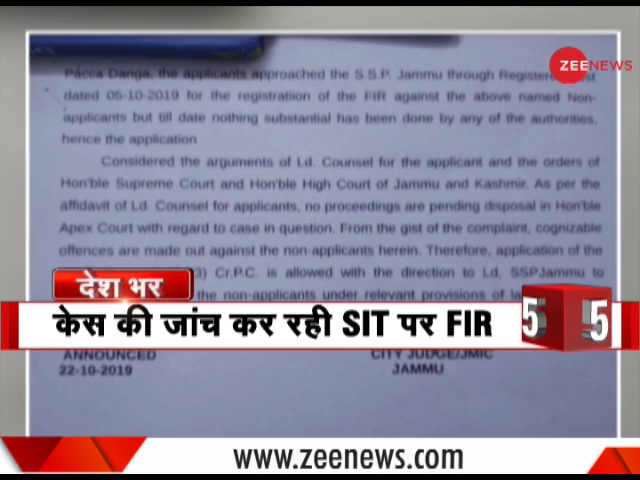 ZEENEWS
Pacca Danga, the applicants approached the S.S.P. Jammu through Registere st
dated 05-10-2019 for the registratiion of the FIR against the above named Non-
applicants but till date nothing substantial has been done by any of the authorities,
hence the application
Considered the arguments of Ld. Counsel for the applicant and the orders of
Hon'ble Supreme Court and Hon'ble High Court of Jammu and Kashmir. As per the
affidavit of Ld. Counsel for applicants, no proceedings are pending disposal in Hon'ble
Apex Court with regard to case in question. From the gist of the complaint, cognizable
offences are made out against the non-applicants herein. Therefore, application of the
3) Cr.P.C. is allowed with the direction to Ld. SSPJammu to
the non-applicants under relevant provisions of
देश भर
केस की जांच कर रही SIT पर FIR
5 5
ANNOUNCED CITY JUDGE/JMIC
22-10-2019 JAMMU
www.zeenews.com